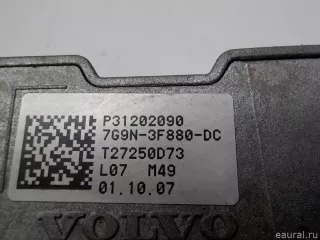 P31202090
7G9N-3F880-DC
T27250D73
L07 M49
01.10.07
VOLVO
eaural.ru